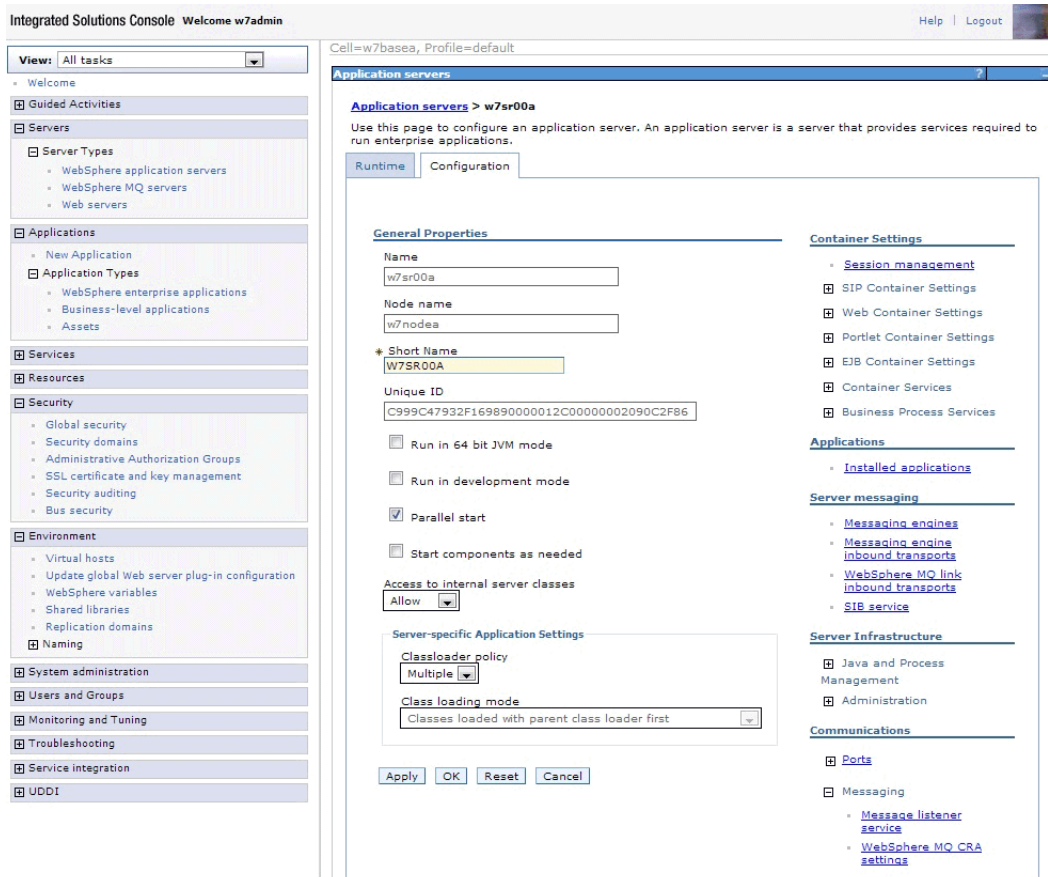 Integrated Solutions Console Welcome w7admin
Help | Logout
View: All tasks
Welcome
Guided Activities
Servers
Server Types
WebSphere application servers
WebSphere MQ servers
Web servers
Applications
New Application
Application Types
WebSphere enterprise applications
Business-level applications
Assets
Services
Resources
Security
Global security
Security domains
Administrative Authorization Groups
SSL certificate and key management
Security auditing
Bus security
Environment
Virtual hosts
Update global Web server plug-in configuration
WebSphere variables
Shared libraries
Replication domains
Naming
System administration
Users and Groups
Monitoring and Tuning
Troubleshooting
Service integration
UDDI
Cell=w7basea, Profile=default
Application servers ? –
Application servers > w7sr00a
Use this page to configure an application server. An application server is a server that provides services required to
run enterprise applications.
Runtime Configuration
General Properties
Name
w7sr00a
Node name
w7nodea
* Short Name
W7SR00A
Unique ID
C999C47932F169890000012C00000002090C2F86
Run in 64 bit JVM mode
Run in development mode
Parallel start
Start components as needed
Access to internal server classes
Allow
Server-specific Application Settings
Classloader policy
Multiple
Class loading mode
Classes loaded with parent class loader first
Apply OK Reset Cancel
Container Settings
Session management
SIP Container Settings
Web Container Settings
Portlet Container Settings
EJB Container Settings
Container Services
Business Process Services
Applications
Installed applications
Server messaging
Messaging engines
Messaging engine
inbound transports
WebSphere MQ link
inbound transports
SIB service
Server Infrastructure
Java and Process
Management
Administration
Communications
Ports
Messaging
Message listener
service
WebSphere MQ CRA
settings